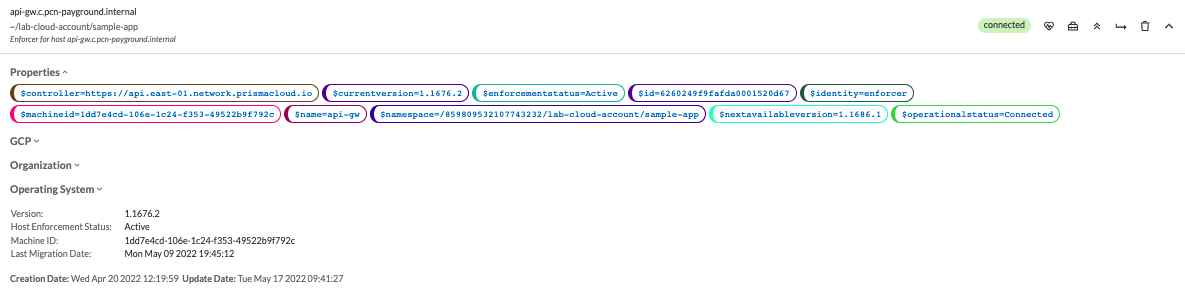 api-gw.c.pcn-payground.internal
~/lab-cloud-account/sample-app
Enforcer for host api-gw.c.pcn-payground.internal
connected
Properties
$controller=https://api.east-01.network.prismacloud.io $currentversion=1.1676.2 $enforcementstatus=Active $id=6260249f9fafda0001520d67 $identity=enforcer
$machineid=1dd7e4cd-106e-1c24-f353-49522b9f792c $name=api-gw $namespace=/859809532107743232/lab-cloud-account/sample-app $nextavailableversion=1.1686.1 $operationalstatus=Connected
GCP
Organization
Operating System
Version: 1.1676.2
Host Enforcement Status: Active
Machine ID: 1dd7e4cd-106e-1c24-f353-49522b9f792c
Last Migration Date: Mon May 09 2022 19:45:12
Creation Date: Wed Apr 20 2022 12:19:59 Update Date: Tue May 17 2022 09:41:27